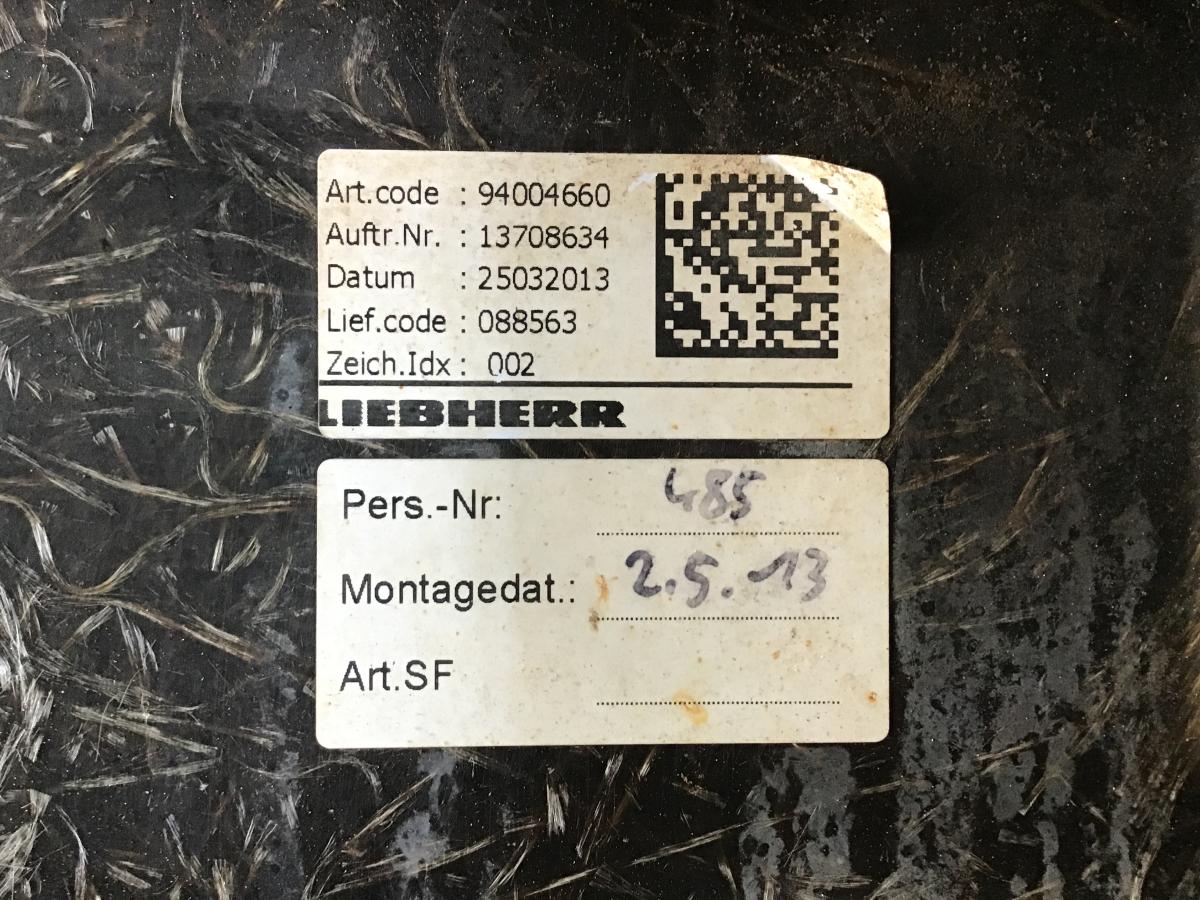 Art.code : 94004660
Auftr.Nr. : 13708634
Datum : 25032013
Lief.code : 088563
Zeich.Idx : 002
LIEBHERR
Pers.-Nr: 485
Montagedat.: 2.5.13
Art.SF